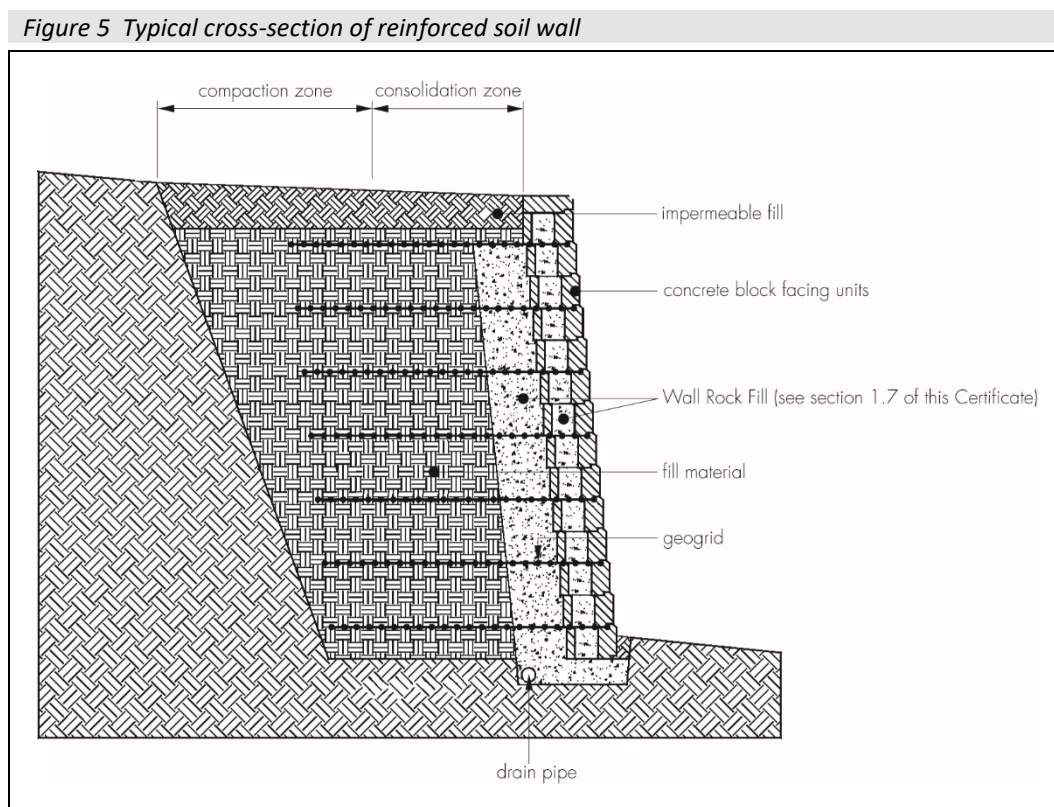 Figure 5 Typical cross-section of reinforced soil wall
compaction zone
consolidation zone
impermeable fill
concrete block facing units
Wall Rock Fill (see section 1.7 of this Certificate)
fill material
geogrid
drain pipe